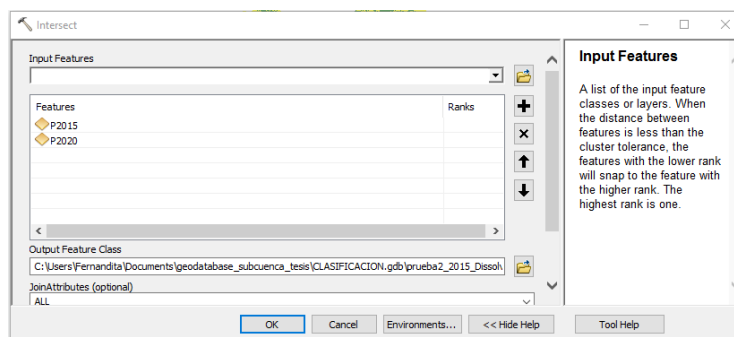 Intersect
Input Features
Features Ranks
P2015
P2020
Output Feature Class
C:\Users\Fernandita\Documents\geodatabase_subcuenca_tesis\CLASIFICACION.gdb\prueba2_2015_Dissolv
JoinAttributes (optional)
ALL
OK Cancel Environments... << Hide Help Tool Help
Input Features
A list of the input feature
classes or layers. When
the distance between
features is less than the
cluster tolerance, the
features with the lower rank
will snap to the feature with
the higher rank. The
highest rank is one.